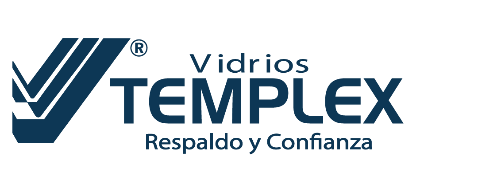 ®
Vidrios
TEMPLEX
Respaldo y Confianza